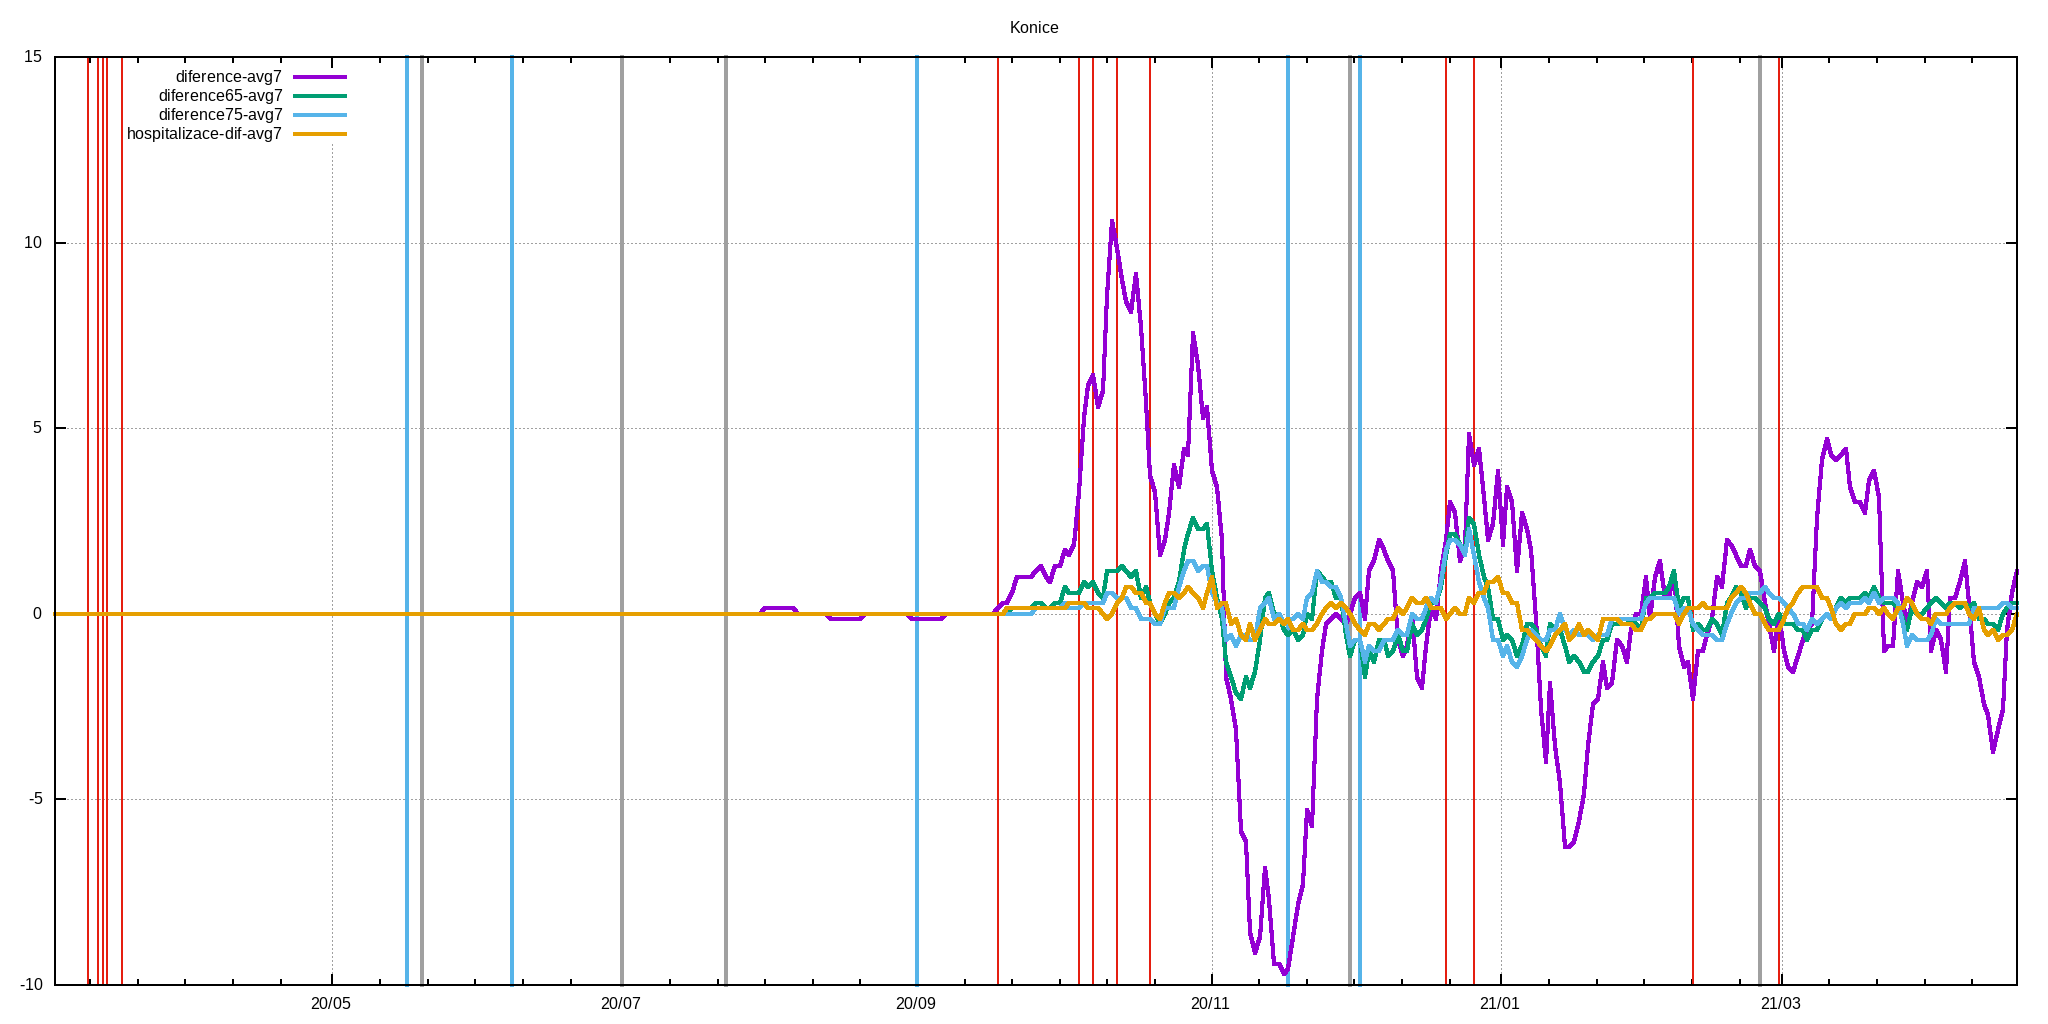 Konice
15
diference-avg7
diference65-avg7
diference75-avg7
hospitalizace-dif-avg7
10
5
0
-5
-10
20/05 20/07 20/09 20/11 21/01 21/03